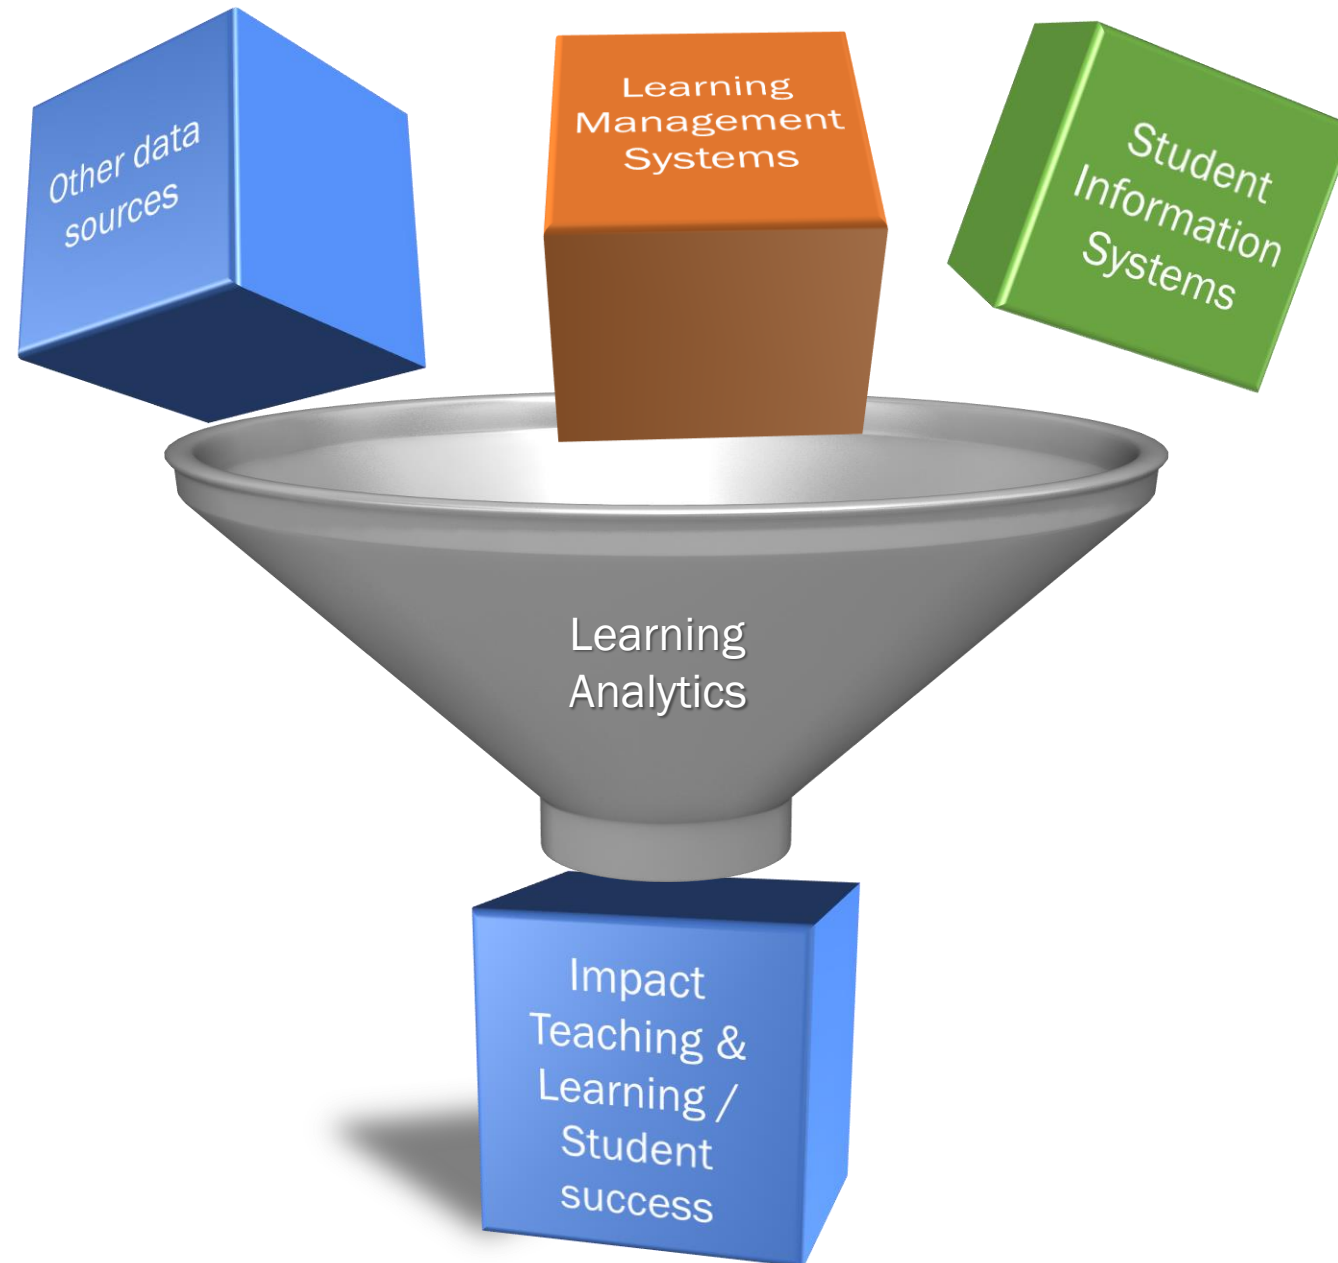 Other data
sources
Learning
Management
Systems
Student
Information
Systems
Learning
Analytics
Impact
Teaching &
Learning /
Student
success